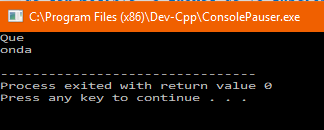 C:\Program Files (x86)\Dev-Cpp\ConsolePauser.exe
Que
onda
--------------------------------
Process exited with return value 0
Press any key to continue . . .